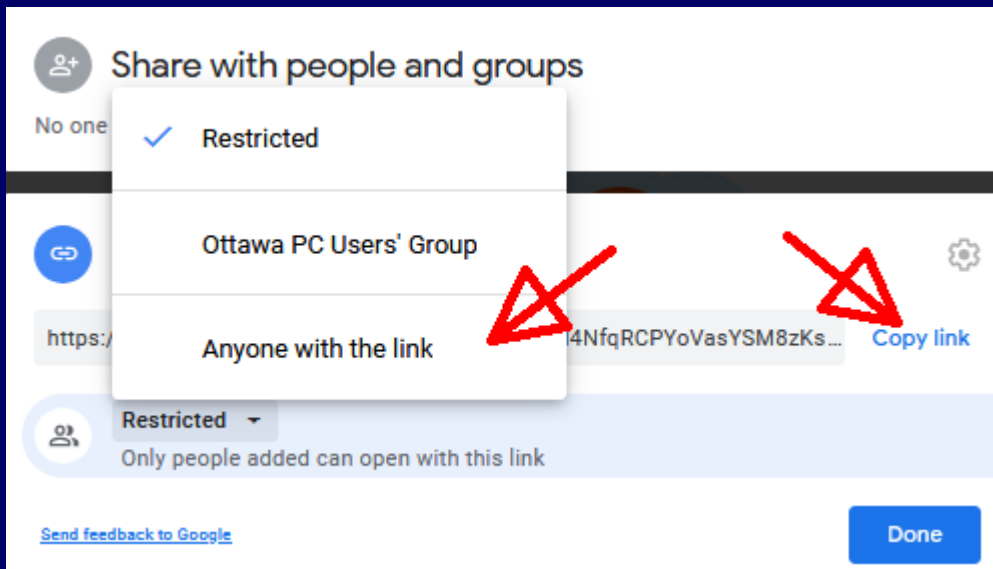 Share with people and groups
No one
Restricted
Ottawa PC Users' Group
Anyone with the link
https:/
I4NfqRCPYoVasYSM8zKs...
Copy link
Restricted
Only people added can open with this link
Send feedback to Google
Done